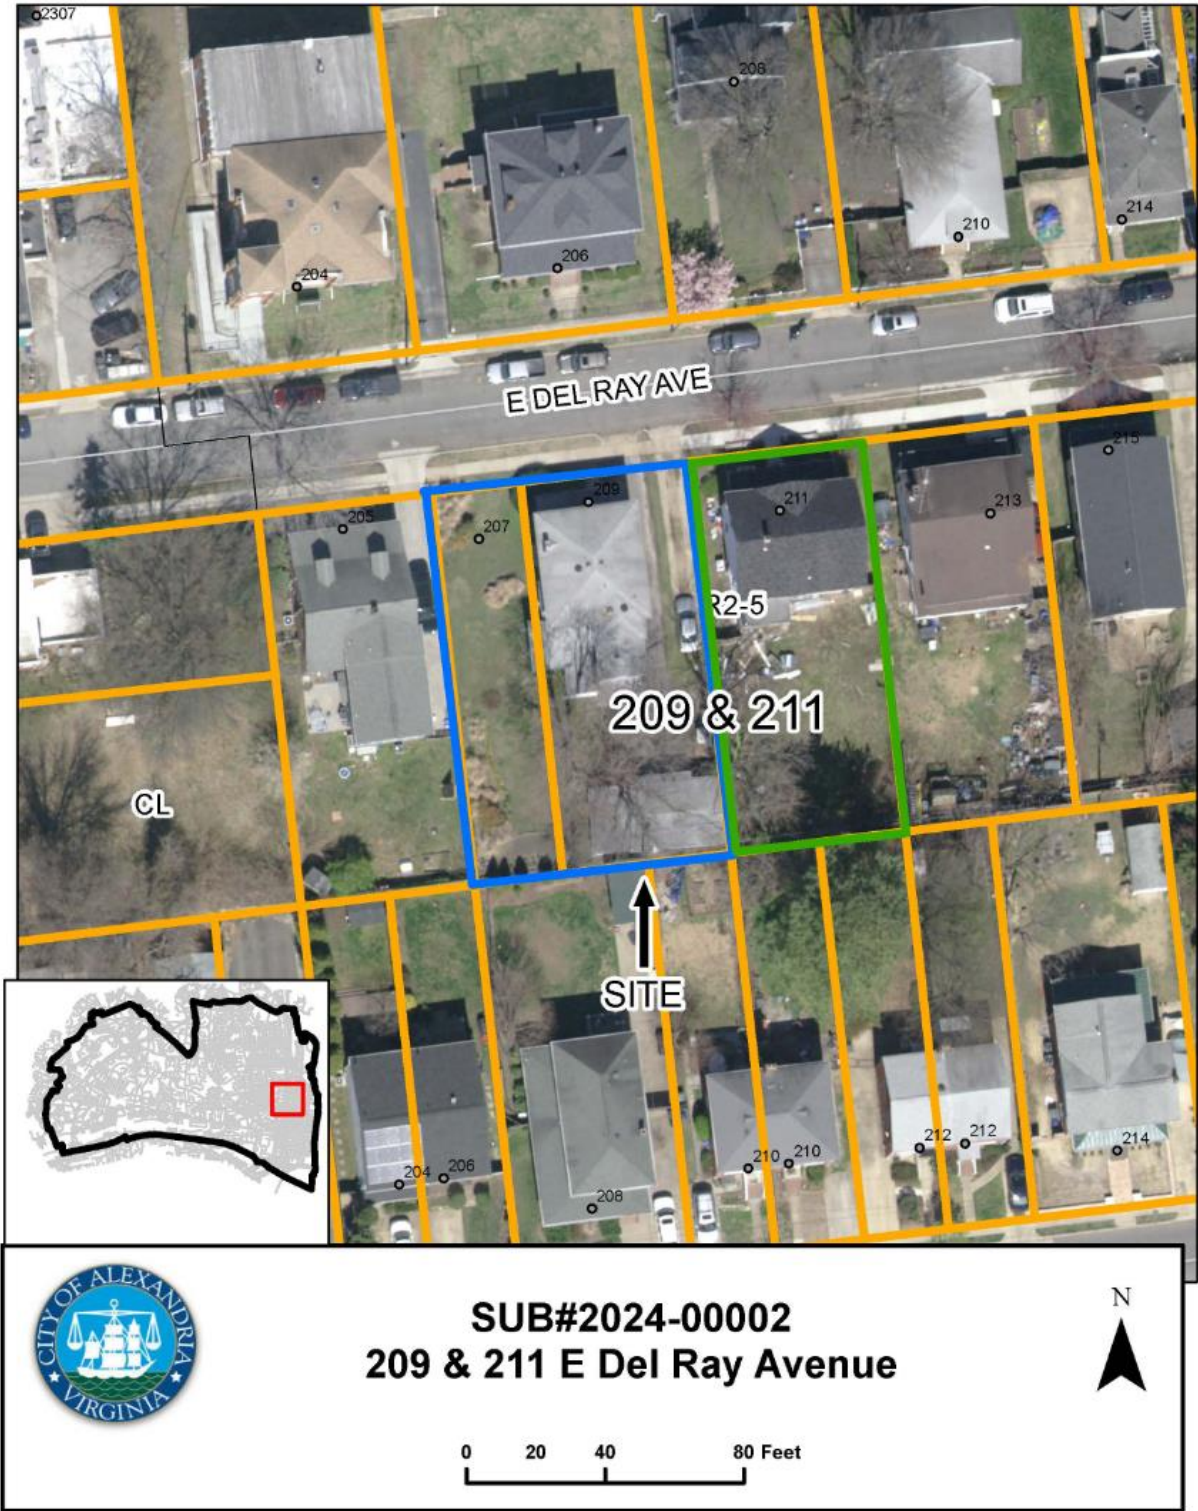 2307
208
210
214
206
204
E DEL RAY AVE
215
209
211
213
205
207
R2-5
209 & 211
CL
SITE
212
212
214
210
210
204
206
208
CITY OF ALEXANDRIA
VIRGINIA
SUB#2024-00002
209 & 211 E Del Ray Avenue
N
0 20 40 80 Feet